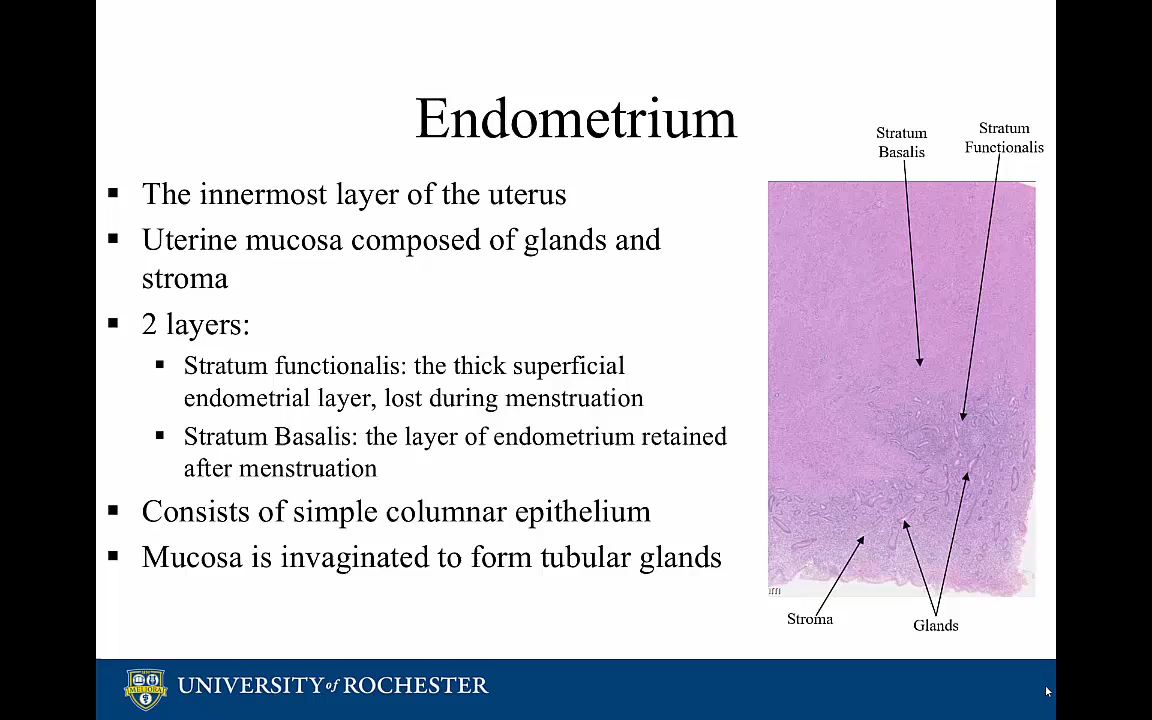 Endometrium
Stratum
Basalis
Stratum
Functionalis
The innermost layer of the uterus
Uterine mucosa composed of glands and
stroma
2 layers:
Stratum functionalis: the thick superficial
endometrial layer, lost during menstruation
Stratum Basalis: the layer of endometrium retained
after menstruation
Consists of simple columnar epithelium
Mucosa is invaginated to form tubular glands
Stroma
Glands
MELIORA
UNIVERSITY of ROCHESTER